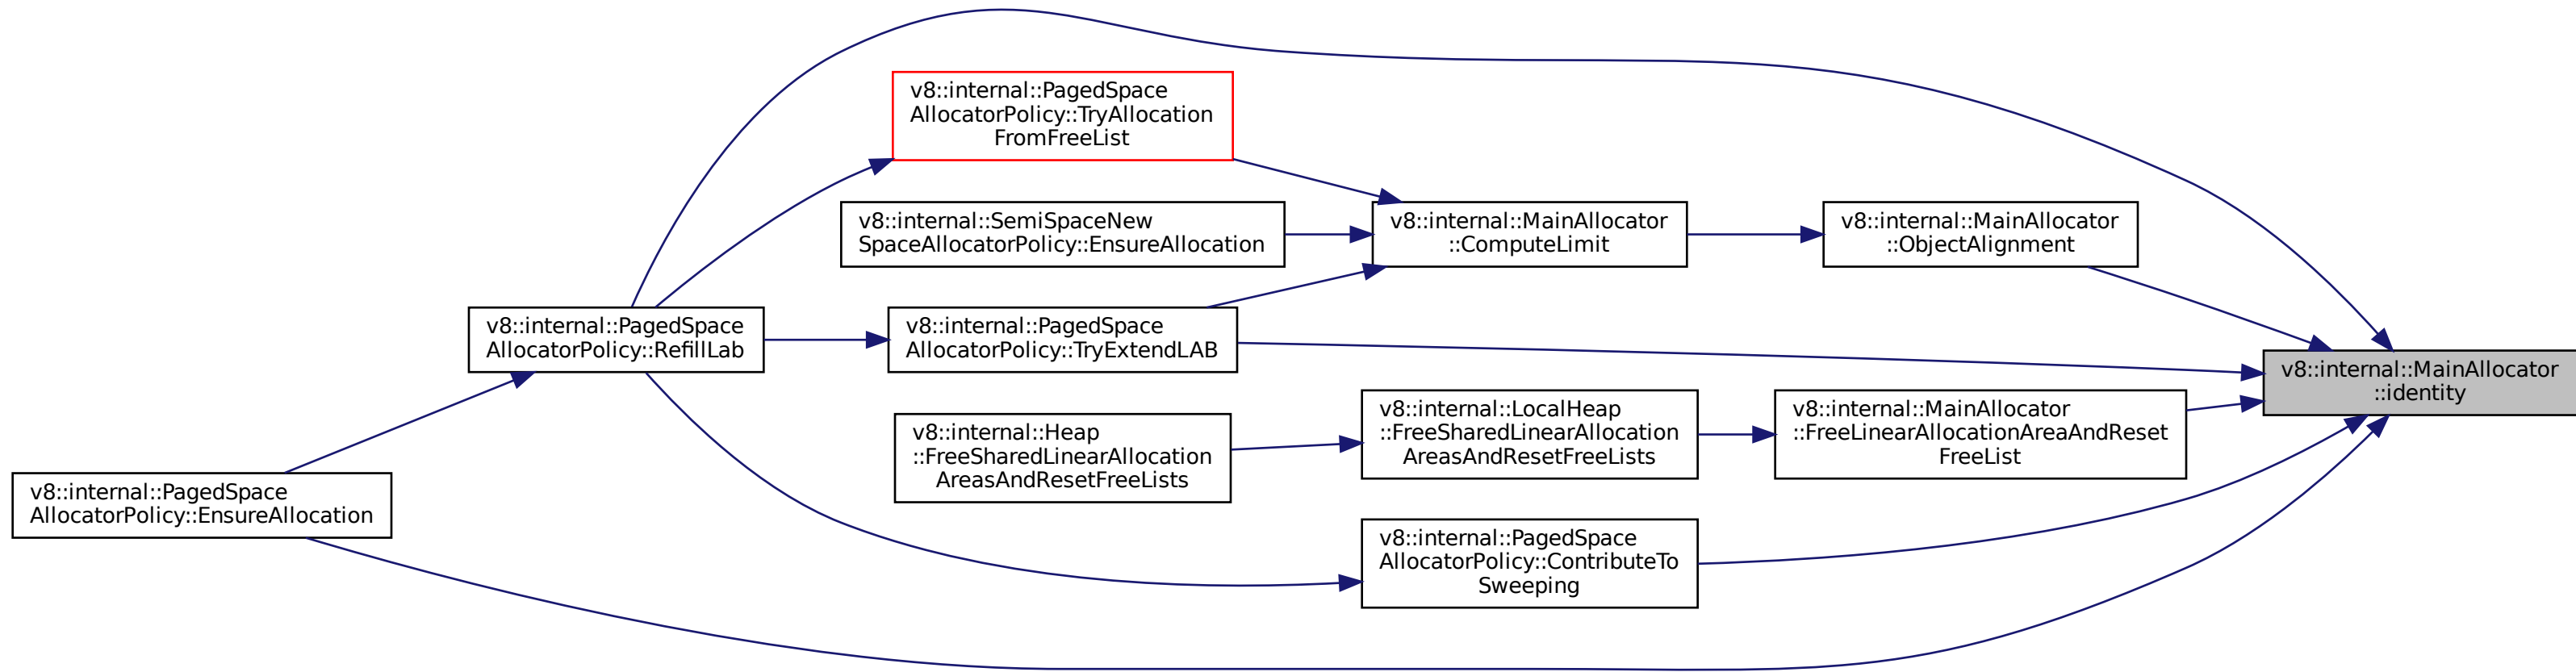 v8::internal::PagedSpace
AllocatorPolicy::TryAllocation
FromFreeList
v8::internal::SemiSpaceNew
SpaceAllocatorPolicy::EnsureAllocation
v8::internal::MainAllocator
::ComputeLimit
v8::internal::MainAllocator
::ObjectAlignment
v8::internal::PagedSpace
AllocatorPolicy::RefillLab
v8::internal::PagedSpace
AllocatorPolicy::TryExtendLAB
v8::internal::MainAllocator
::identity
v8::internal::Heap
::FreeSharedLinearAllocation
AreasAndResetFreeLists
v8::internal::LocalHeap
::FreeSharedLinearAllocation
AreasAndResetFreeLists
v8::internal::MainAllocator
::FreeLinearAllocationAreaAndReset
FreeList
v8::internal::PagedSpace
AllocatorPolicy::EnsureAllocation
v8::internal::PagedSpace
AllocatorPolicy::ContributeTo
Sweeping